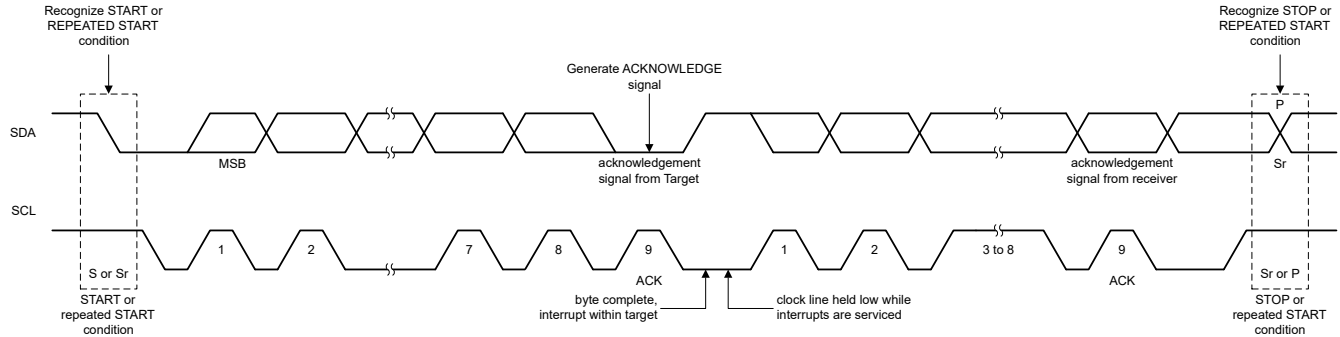 Recognize START or
REPEATED START
condition
Recognize STOP or
REPEATED START
condition
Generate ACKNOWLEDGE
signal
P
SDA
MSB
acknowledgement
signal from Target
acknowledgement
signal from receiver
Sr
SCL
1
2
7
8
9
1
2
3 to 8
9
S or Sr
ACK
ACK
Sr or P
START or
repeated START
condition
byte complete,
interrupt within target
clock line held low while
interrupts are serviced
STOP or
repeated START
condition